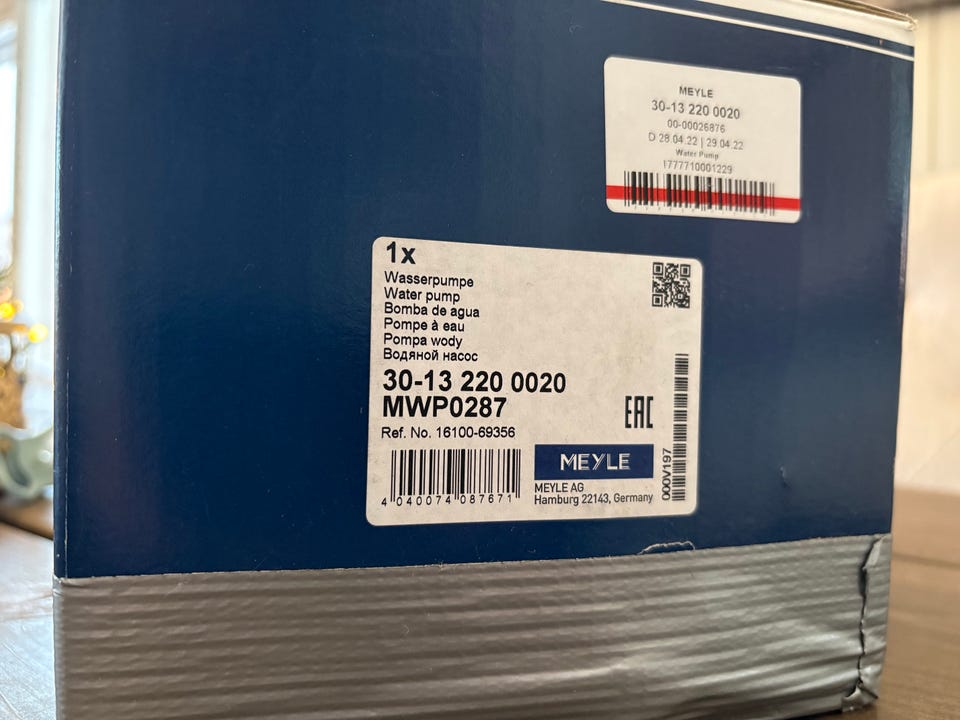 MEYLE
30-13 220 0020
00-00026876
D 28.04.22 | 29.04.22
Water Pump
1777710001229
1x
Wasserpumpe
Water pump
Bomba de agua
Pompe à eau
Pompa wody
Водяной насос
30-13 220 0020
MWP0287
Ref. No. 16100-69356
EAC
MEYLE
MEYLE AG
Hamburg 22143, Germany
4 040074 087671
000V197